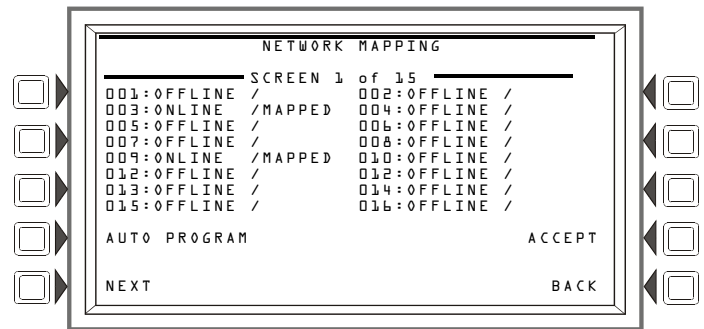 NETWORK MAPPING
SCREEN 1 of 15
001:OFFLINE / 002:OFFLINE /
003:ONLINE /MAPPED 004:OFFLINE /
005:OFFLINE / 006:OFFLINE /
007:OFFLINE / 008:OFFLINE /
009:ONLINE /MAPPED 010:OFFLINE /
012:OFFLINE / 012:OFFLINE /
013:OFFLINE / 014:OFFLINE /
015:OFFLINE / 016:OFFLINE /
AUTO PROGRAM ACCEPT
NEXT BACK